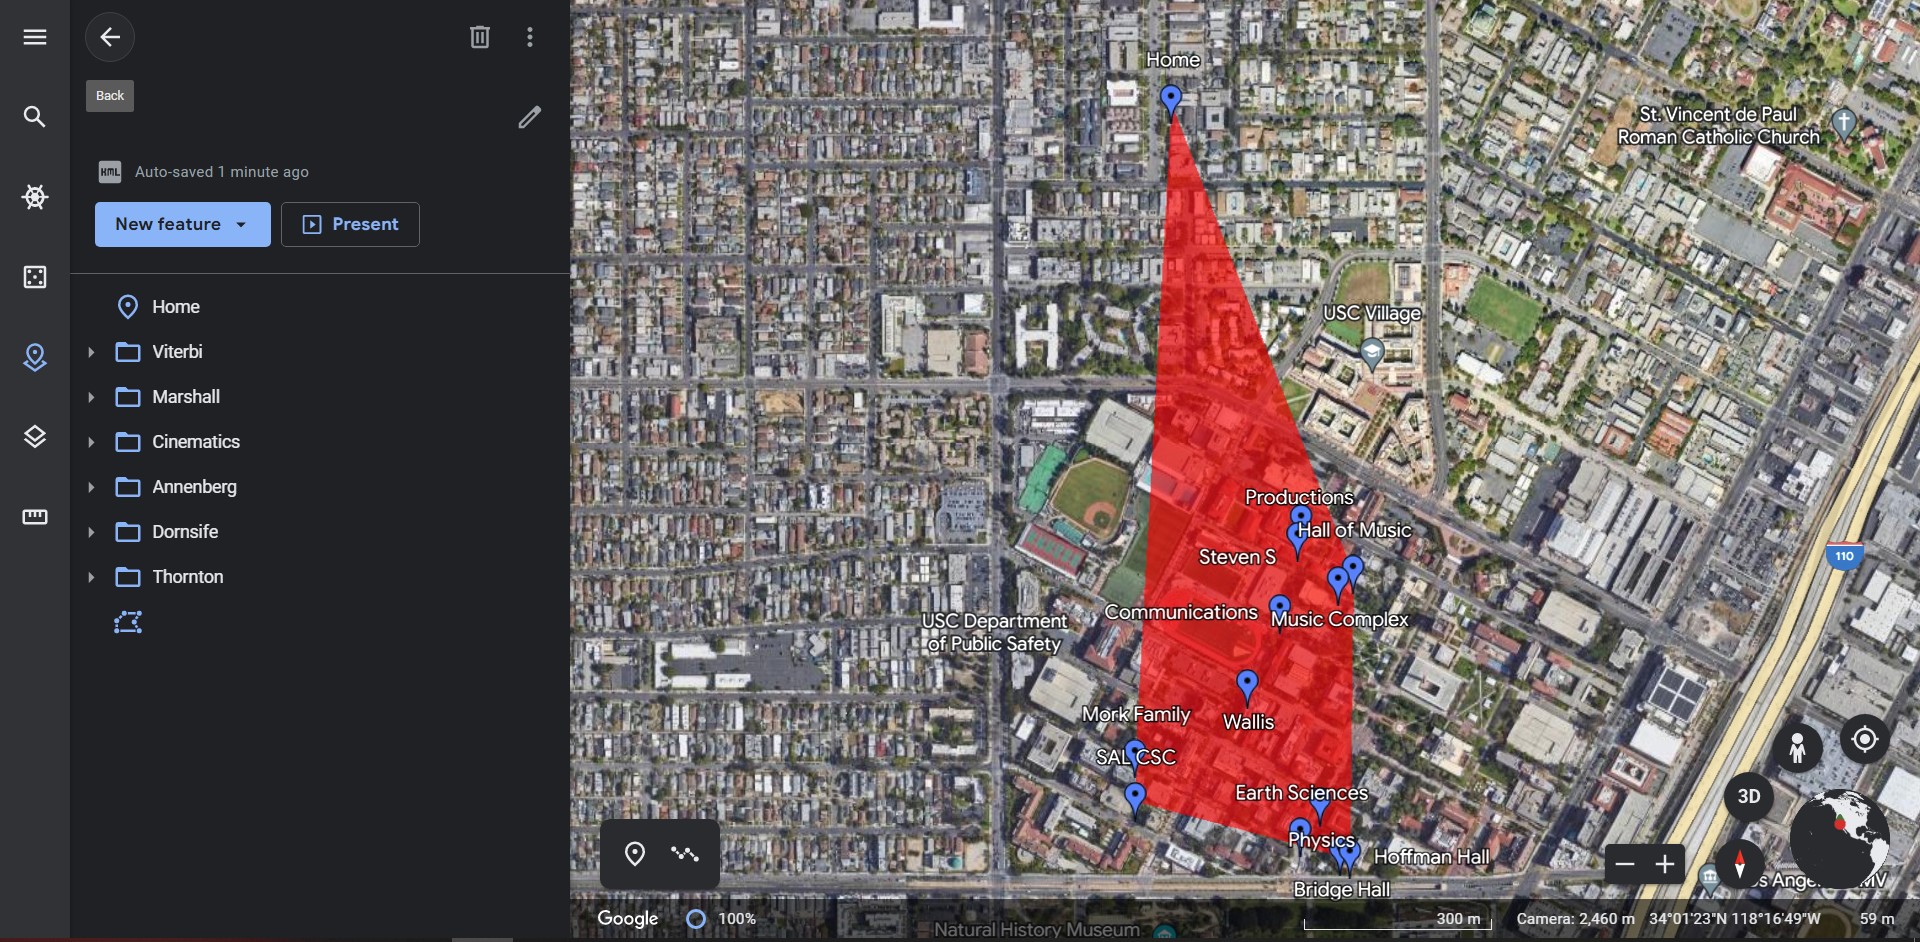 Back
KML
Auto-saved 1 minute ago
New feature
Present
Home
Viterbi
Marshall
Cinematics
Annenberg
Dornsife
Thornton
Home
St. Vincent de Paul
Roman Catholic Church
USC Village
Productions
Hall of Music
Steven S
110
Communications
Music Complex
USC Department
of Public Safety
Mork Family
Wallis
SAL CSC
Earth Sciences
3D
Physics
Hoffman Hall
Bridge Hall
Google
100%
300 m
Camera: 2,460 m
34°01'23"N 118°16'49"W
59 m
Natural History Museum